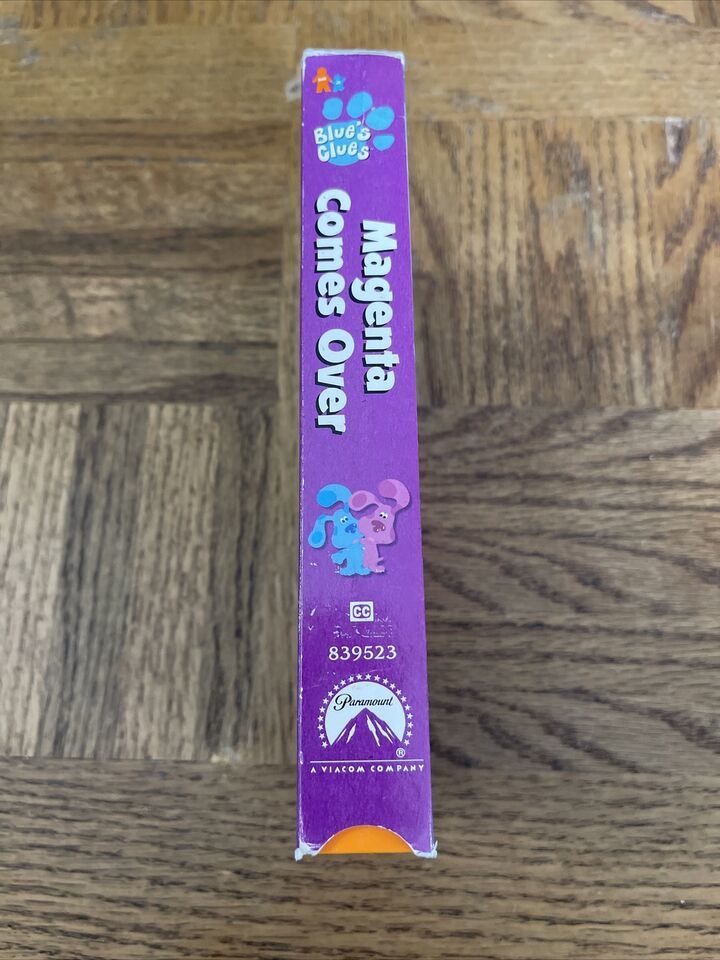 Blue's
Clues
Magenta
Comes Over
CC
839523
Paramount
®
A VIACOM COMPANY